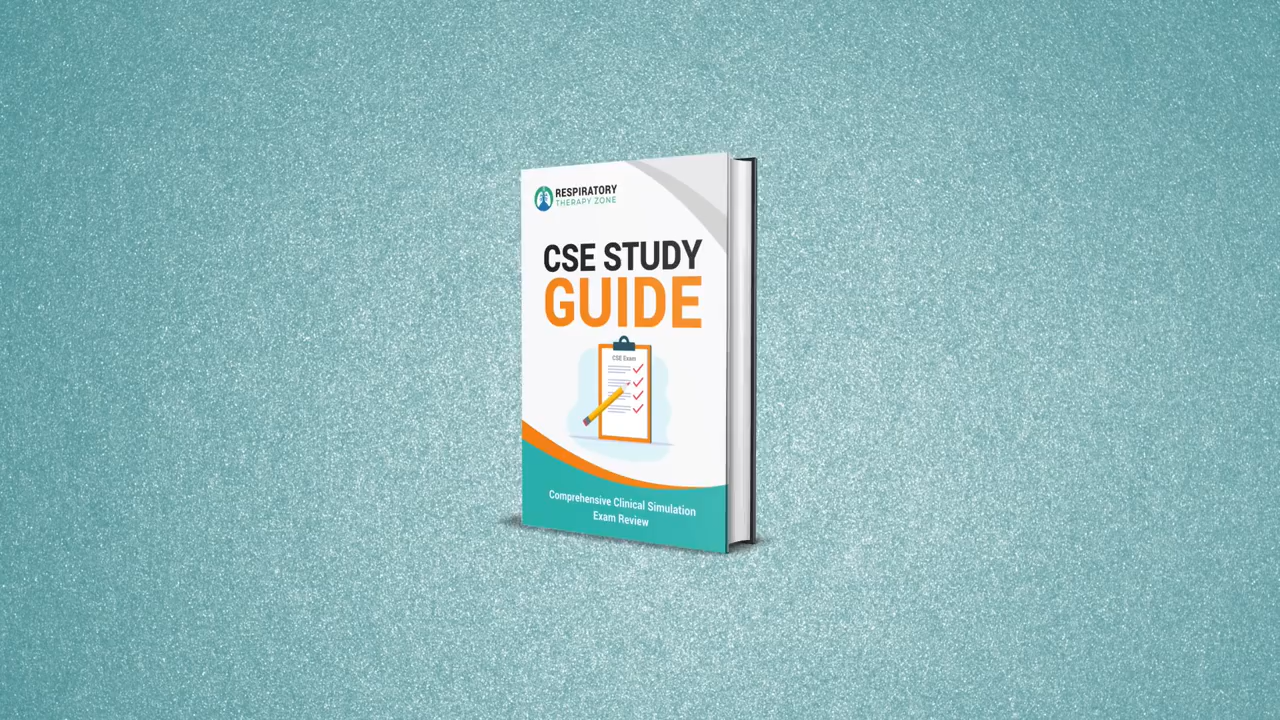 RESPIRATORY
THERAPY ZONE
CSE STUDY
GUIDE
CSE Exam
Comprehensive Clinical Simulation
Exam Review